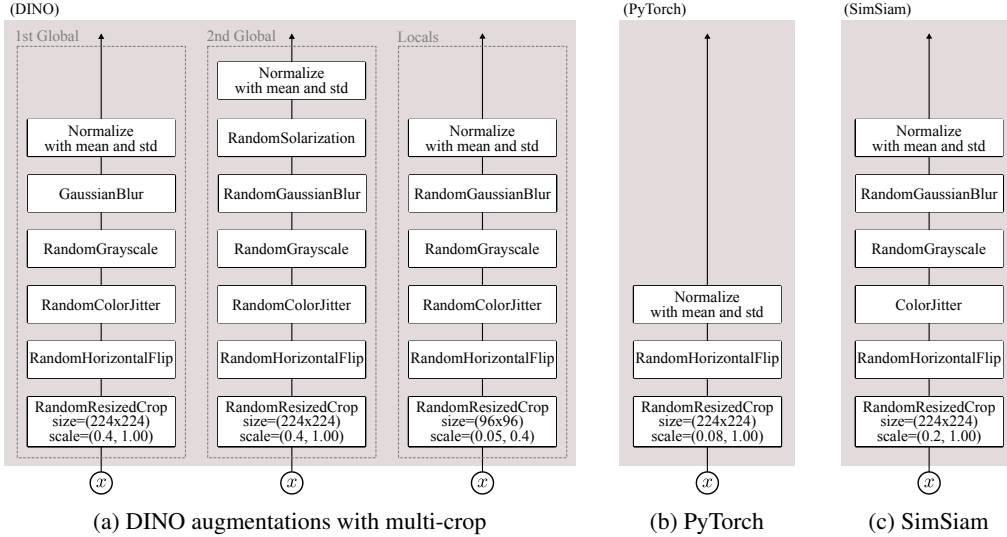 (DINO)
1st Global
Normalize
with mean and std
GaussianBlur
RandomGrayscale
RandomColorJitter
RandomHorizontalFlip
RandomResizedCrop
size=(224x224)
scale=(0.4, 1.00)
x
2nd Global
Normalize
with mean and std
RandomSolarization
RandomGaussianBlur
RandomGrayscale
RandomColorJitter
RandomHorizontalFlip
RandomResizedCrop
size=(224x224)
scale=(0.4, 1.00)
x
Locals
Normalize
with mean and std
RandomGaussianBlur
RandomGrayscale
RandomColorJitter
RandomHorizontalFlip
RandomResizedCrop
size=(96x96)
scale=(0.05, 0.4)
x
(a) DINO augmentations with multi-crop
(PyTorch)
Normalize
with mean and std
RandomHorizontalFlip
RandomResizedCrop
size=(224x224)
scale=(0.08, 1.00)
x
(b) PyTorch
(SimSiam)
Normalize
with mean and std
RandomGaussianBlur
RandomGrayscale
ColorJitter
RandomHorizontalFlip
RandomResizedCrop
size=(224x224)
scale=(0.2, 1.00)
x
(c) SimSiam